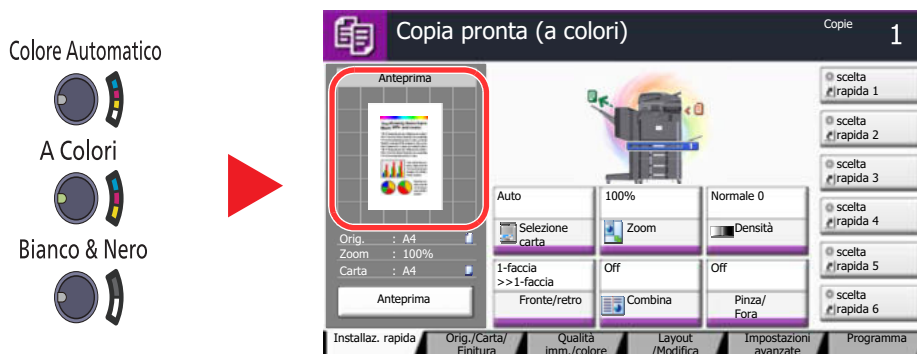 Colore Automatico
A Colori
Bianco & Nero
Copia pronta (a colori)
Copie
1
Anteprima
Orig. : A4
Zoom : 100%
Carta : A4
Anteprima
Auto
Selezione
carta
100%
Zoom
Normale 0
Densità
1-faccia
>>1-faccia
Fronte/retro
Off
Combina
Off
Pinza/
Fora
scelta
rapida 1
scelta
rapida 2
scelta
rapida 3
scelta
rapida 4
scelta
rapida 5
scelta
rapida 6
Installaz. rapida
Orig./Carta/
Finitura
Qualità
imm./colore
Layout
/Modifica
Impostazioni
avanzate
Programma